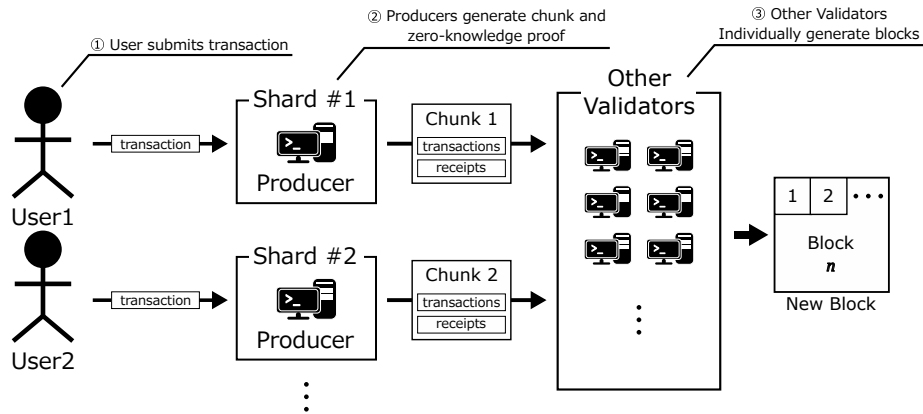 ① User submits transaction
② Producers generate chunk and
zero-knowledge proof
③ Other Validators
Individually generate blocks
User1
transaction
Shard #1
>_
Producer
Chunk 1
transactions
receipts
Other
Validators
>_ >_
>_ >_
>_ >_
⋮
1 2 •••
Block
n
New Block
User2
transaction
Shard #2
>_
Producer
⋮
Chunk 2
transactions
receipts